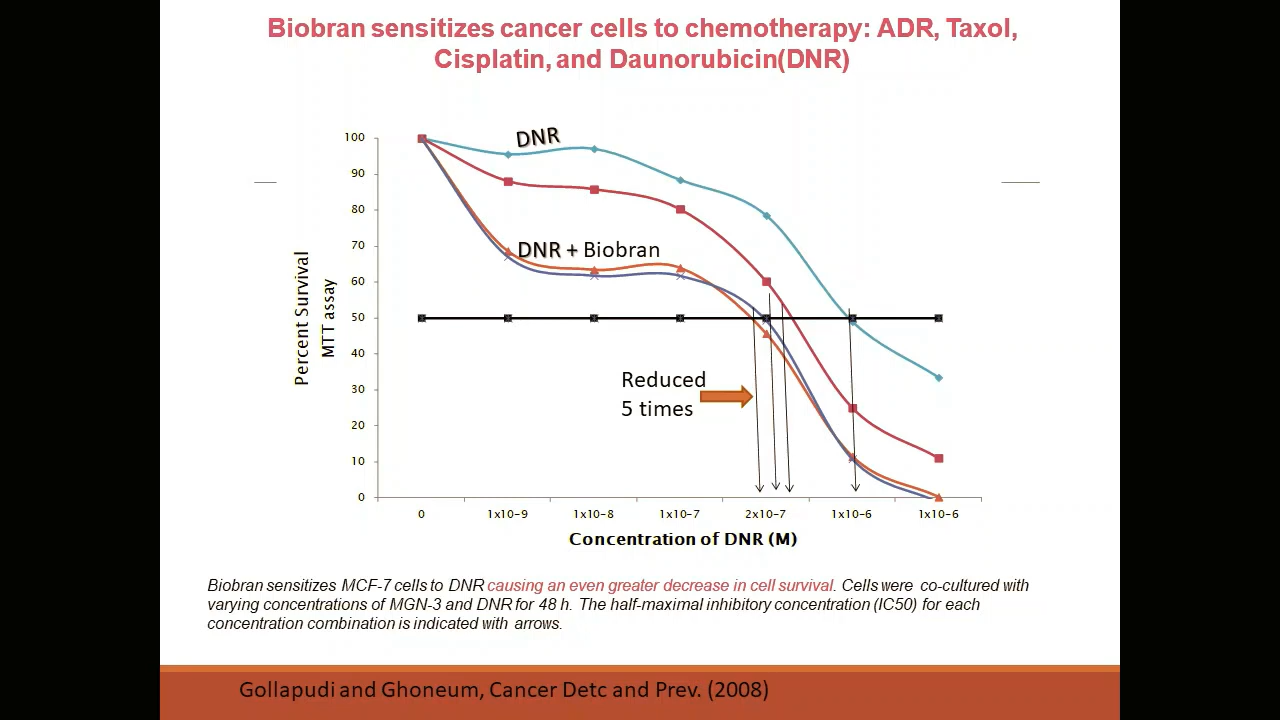 Biobran sensitizes cancer cells to chemotherapy: ADR, Taxol,
Cisplatin, and Daunorubicin(DNR)
DNR
DNR + Biobran
Percent Survival
MTT assay
100
90
80
70
60
50
40
30
20
10
0
Reduced
5 times
0 1x10-9 1x10-8 1x10-7 2x10-7 1x10-6 1x10-6
Concentration of DNR (M)
Biobran sensitizes MCF-7 cells to DNR causing an even greater decrease in cell survival. Cells were co-cultured with
varying concentrations of MGN-3 and DNR for 48 h. The half-maximal inhibitory concentration (IC50) for each
concentration combination is indicated with arrows.
Gollapudi and Ghoneum, Cancer Detc and Prev. (2008)